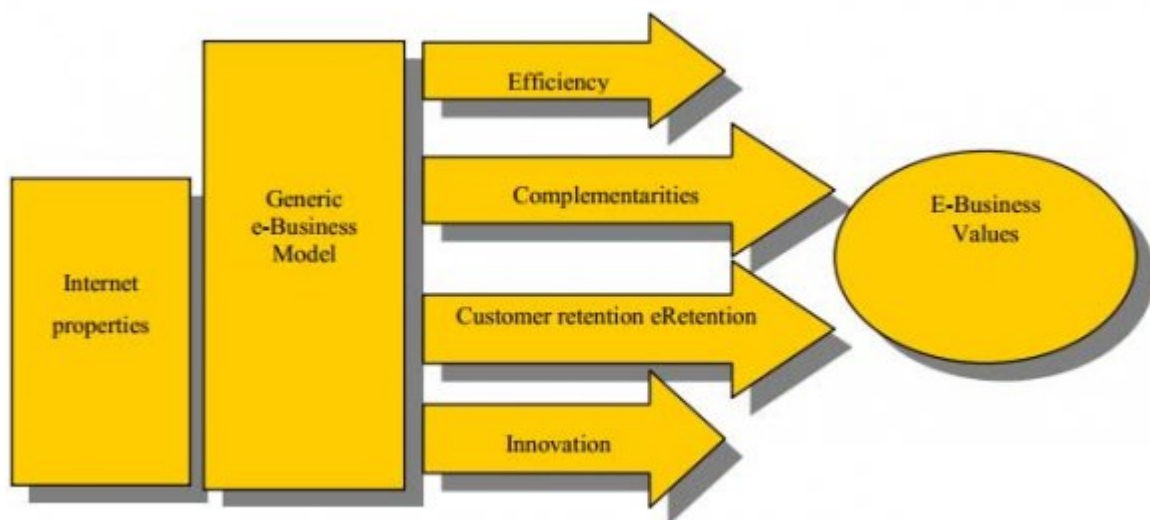 Internet
properties
Generic
e-Business
Model
Efficiency
Complementarities
Customer retention eRetention
Innovation
E-Business
Values